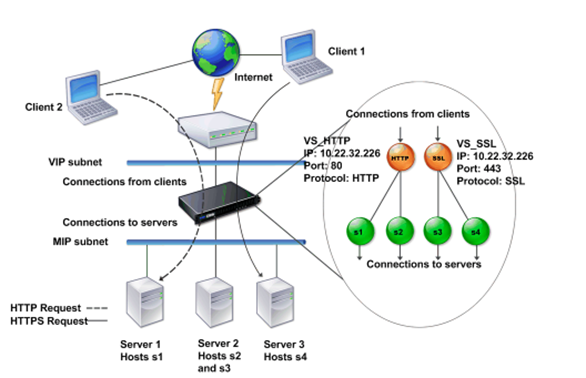 Client 1
Internet
Client 2
Connections from clients
VS_HTTP
IP: 10.22.32.226
Port: 80
Protocol: HTTP
VS_SSL
IP: 10.22.32.226
Port: 443
Protocol: SSL
HTTP
SSL
VIP subnet
Connections from clients
Connections to servers
MIP subnet
s1
s2
s3
s4
Connections to servers
HTTP Request
HTTPS Request
Server 1
Hosts s1
Server 2
Hosts s2
and s3
Server 3
Hosts s4